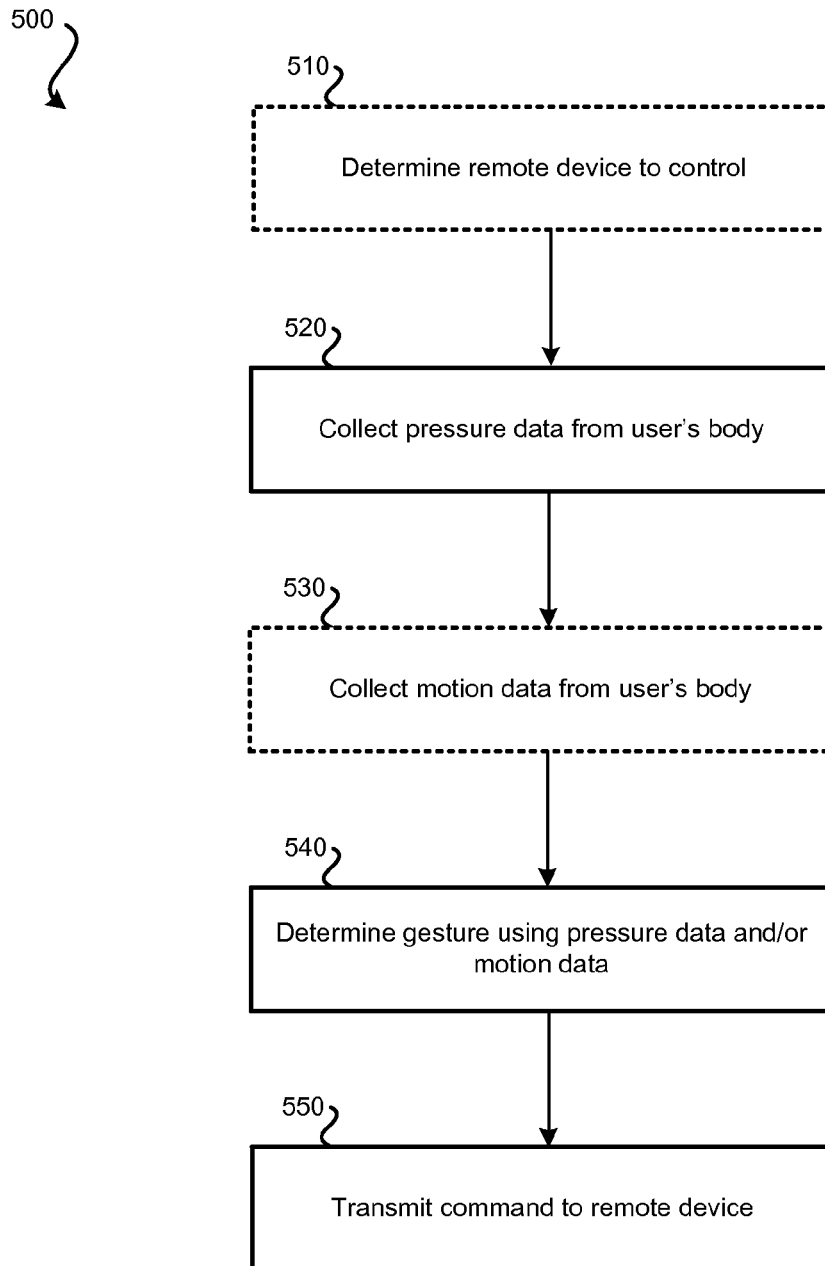 500
510
Determine remote device to control
520
Collect pressure data from user's body
530
Collect motion data from user's body
540
Determine gesture using pressure data and/or
motion data
550
Transmit command to remote device